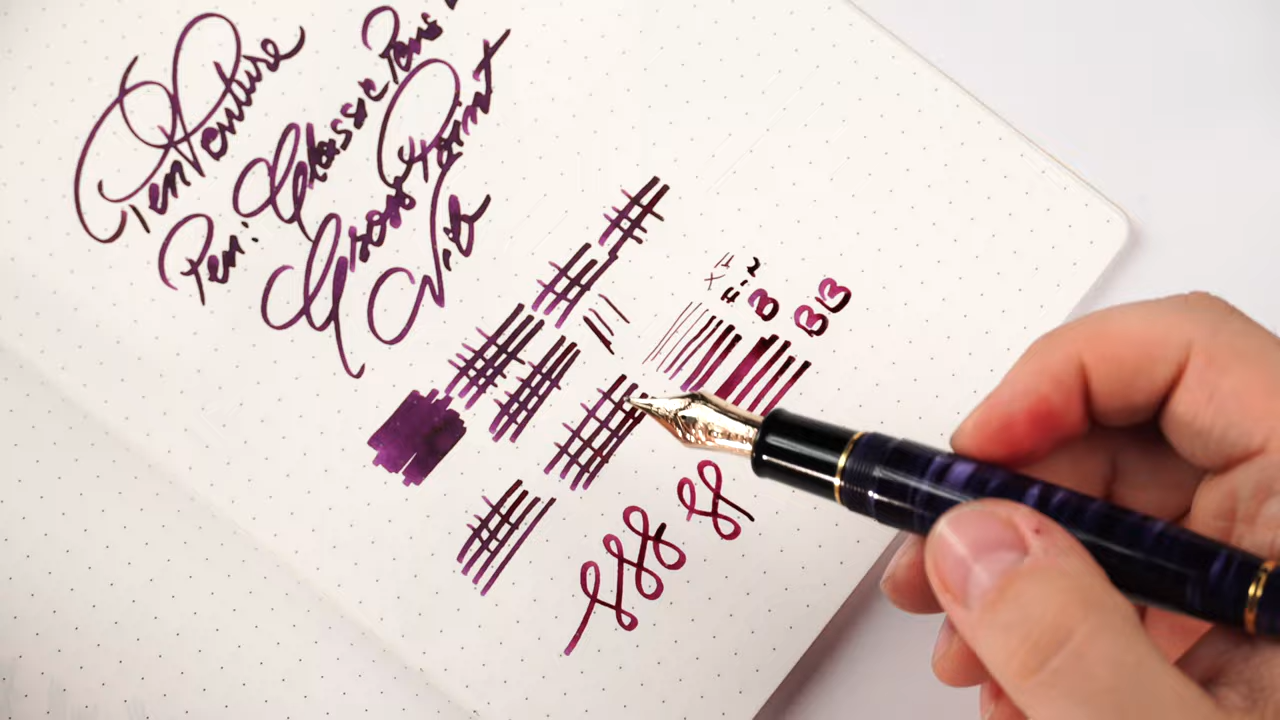 PenVenture
Pen: Classic Pens
Cross Point
Nib
B
BB